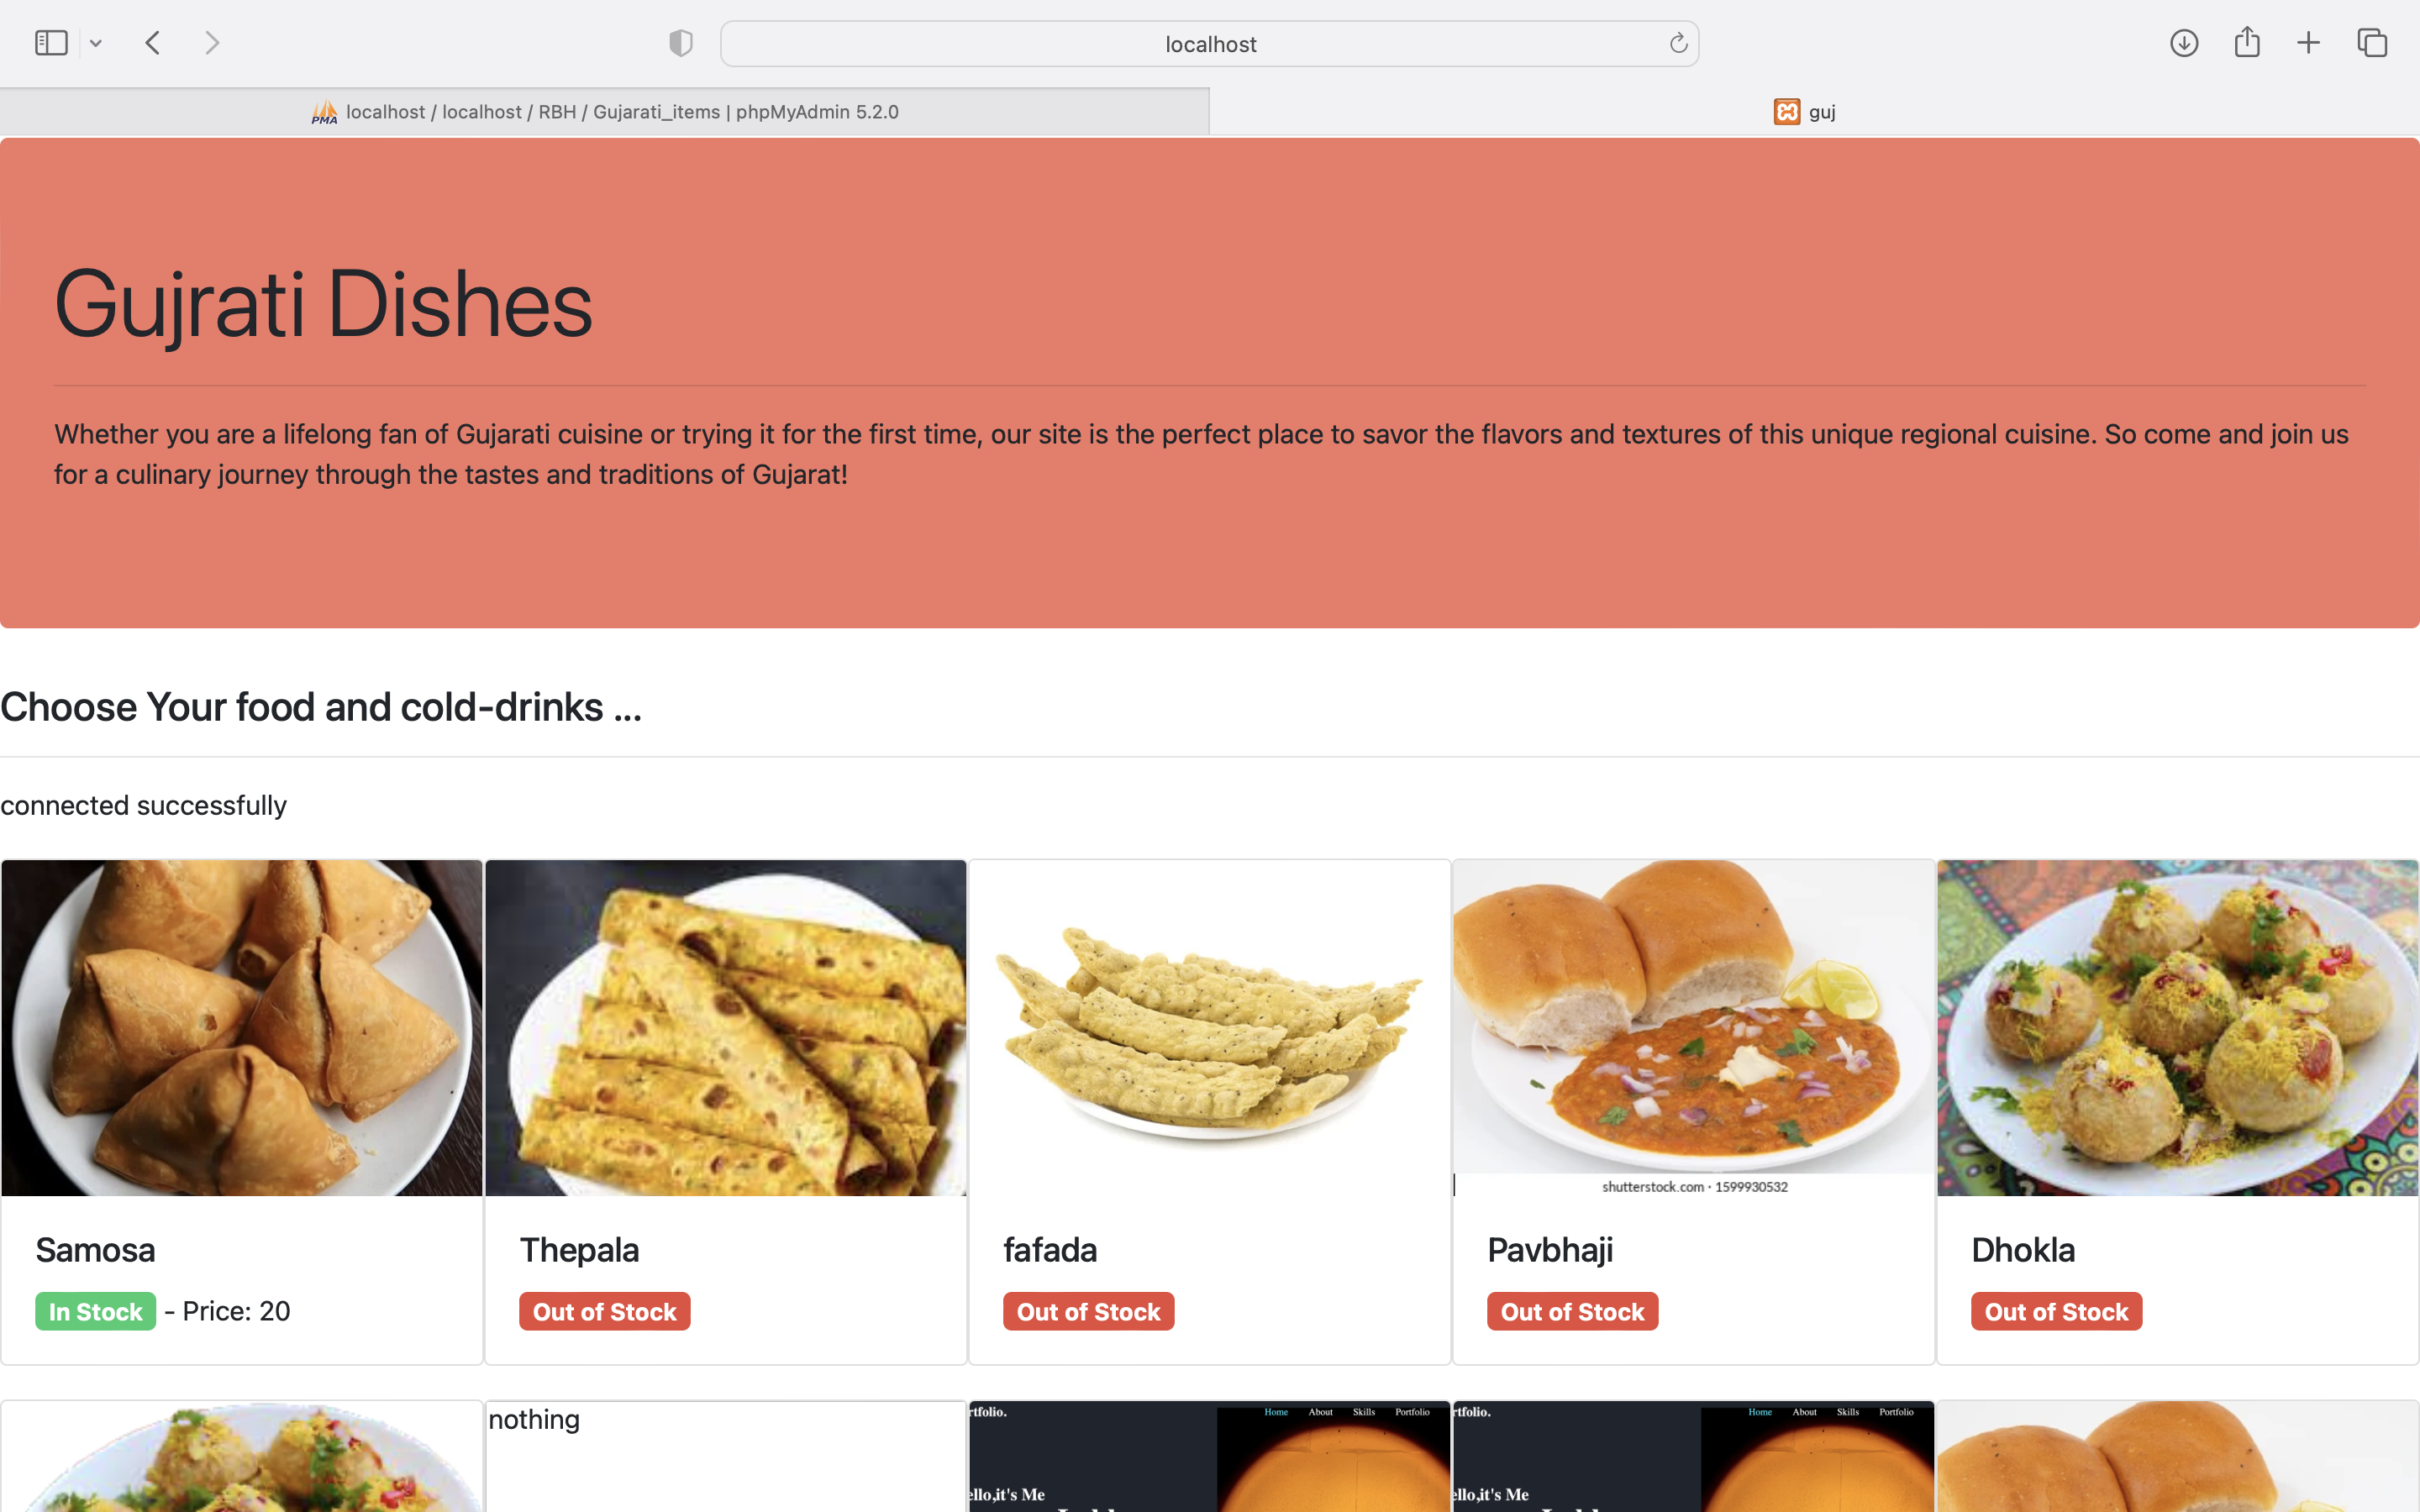 localhost
PMA localhost / localhost / RBH / Gujarati_items | phpMyAdmin 5.2.0
guj
Gujrati Dishes
Whether you are a lifelong fan of Gujarati cuisine or trying it for the first time, our site is the perfect place to savor the flavors and textures of this unique regional cuisine. So come and join us
for a culinary journey through the tastes and traditions of Gujarat!
Choose Your food and cold-drinks ...
connected successfully
shutterstock.com · 1599930532
Samosa
In Stock - Price: 20
Thepala
Out of Stock
fafada
Out of Stock
Pavbhaji
Out of Stock
Dhokla
Out of Stock
nothing
rtfolio.
Home About Skills Portfolio
ello,it's Me
rtfolio.
Home About Skills Portfolio
ello,it's Me